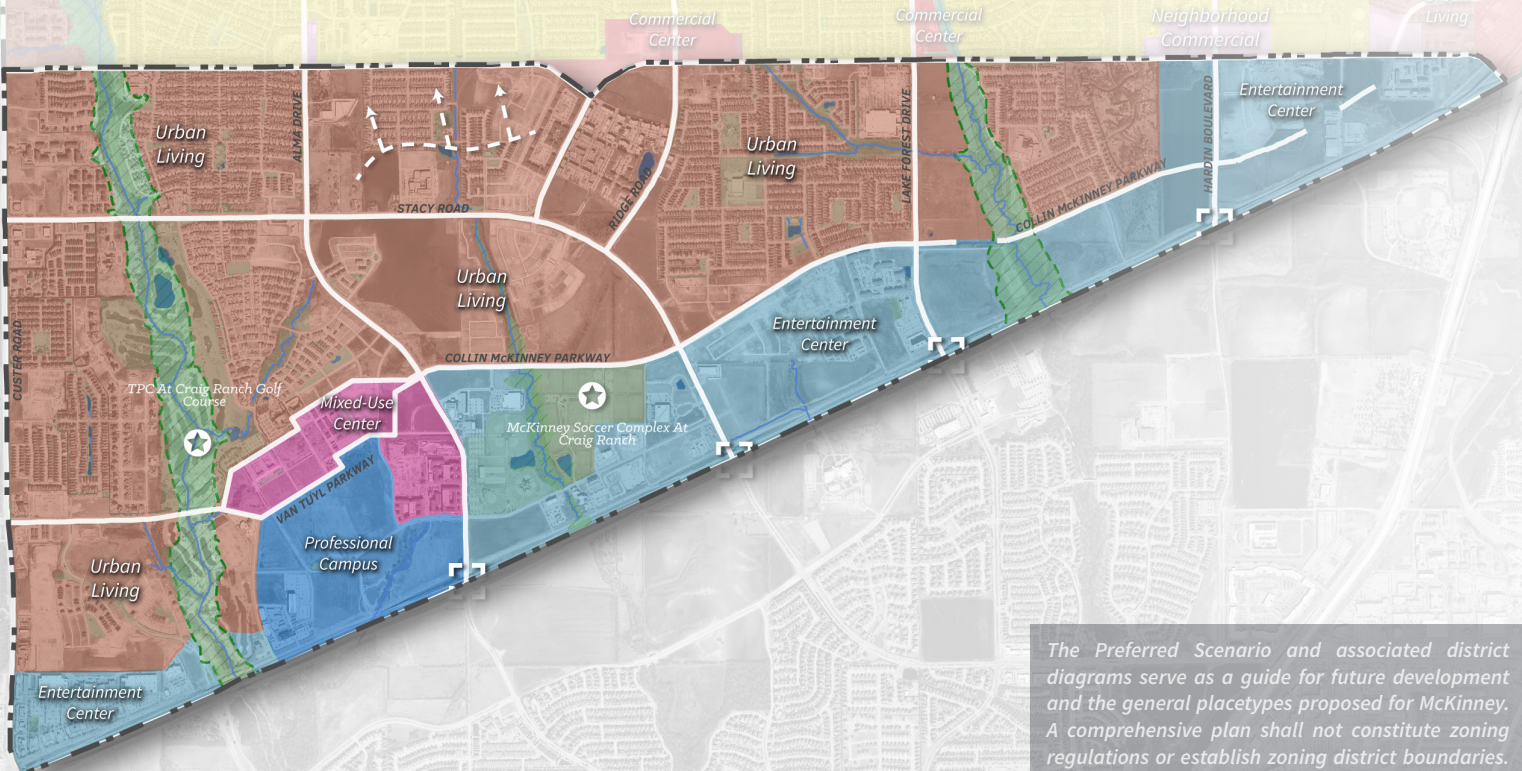 Commercial
Center
Commercial
Center
Neighborhood
Commercial
Living
Urban
Living
ALMA DRIVE
STACY ROAD
RIDGE ROAD
Urban
Living
LAKE FOREST DRIVE
COLLIN McKINNEY PARKWAY
HARDIN BOULEVARD
Entertainment
Center
Urban
Living
CUSTER ROAD
COLLIN McKINNEY PARKWAY
Entertainment
Center
TPC At Craig Ranch Golf
Course
Mixed-Use
Center
McKinney Soccer Complex At
Craig Ranch
VAN TUYL PARKWAY
Professional
Campus
Urban
Living
Entertainment
Center
The Preferred Scenario and associated district
diagrams serve as a guide for future development
and the general placetypes proposed for McKinney.
A comprehensive plan shall not constitute zoning
regulations or establish zoning district boundaries.